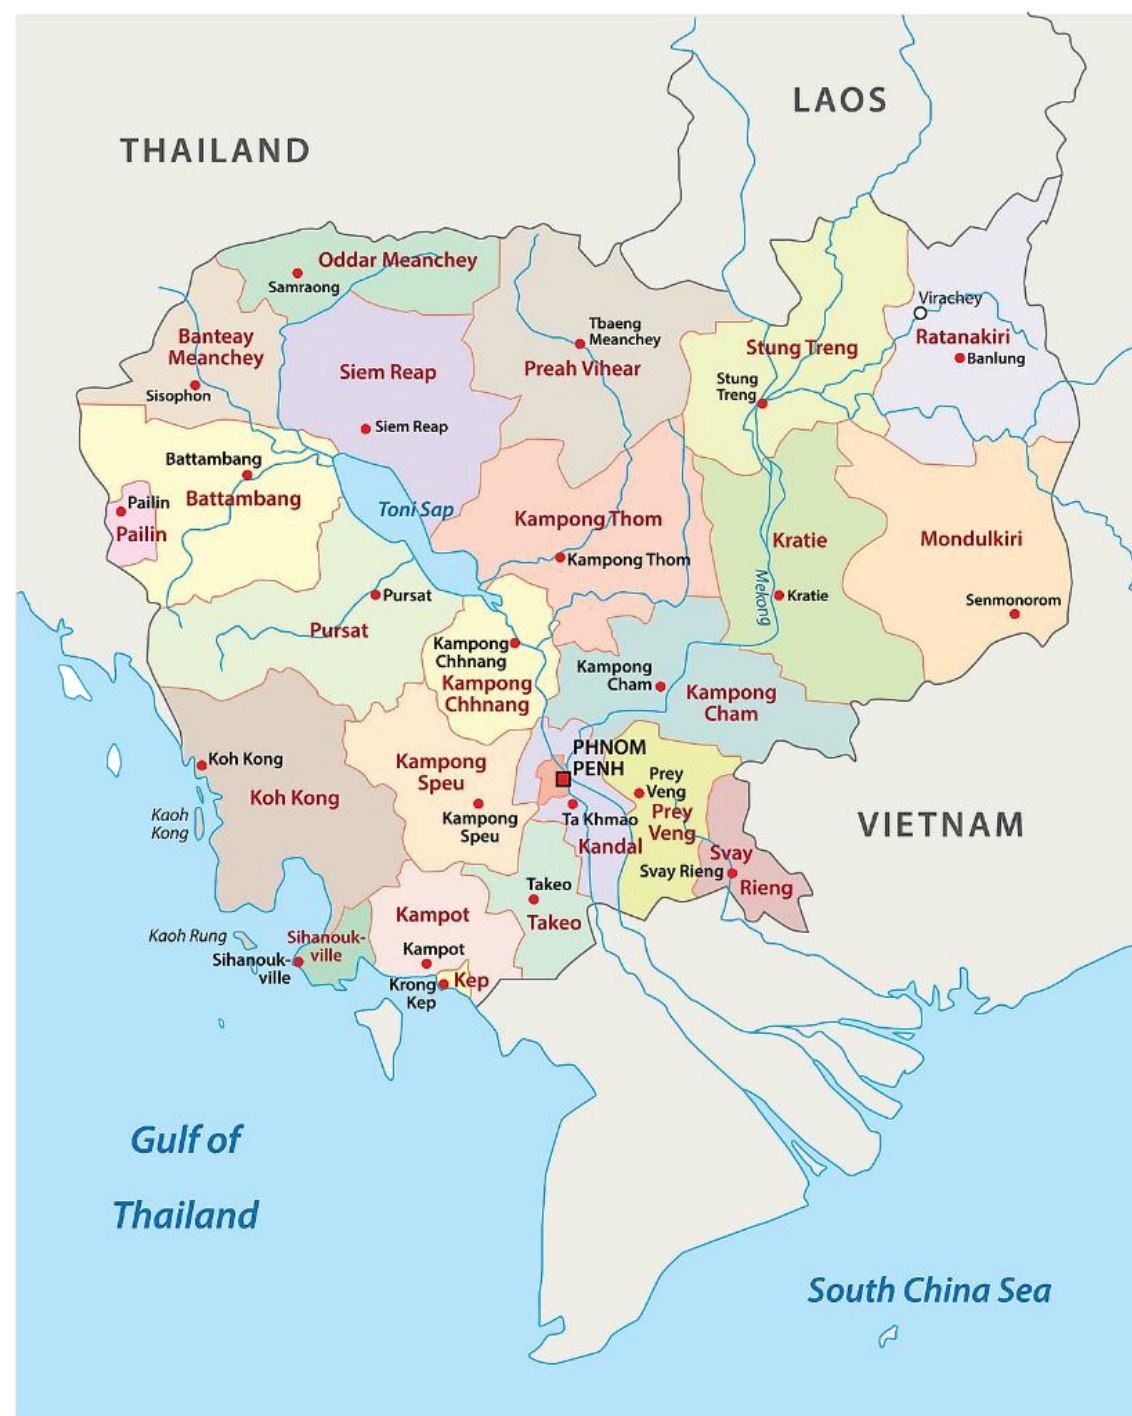 THAILAND
LAOS
Oddar Meanchey
Samraong
Banteay
Meanchey
Sisophon
Siem Reap
Siem Reap
Tbaeng
Meanchey
Preah Vihear
Stung Treng
Stung
Treng
Virachey
Ratanakiri
Banlung
Battambang
Battambang
Pailin
Pailin
Toni Sap
Kampong Thom
Kampong Thom
Kratie
Kratie
Mekong
Mondulkiri
Senmonorom
Pursat
Pursat
Kampong
Chhnang
Kampong
Chhnang
Kampong
Cham
Kampong
Cham
Koh Kong
Koh Kong
Kaoh
Kong
Kampong
Speu
Kampong
Speu
PHNOM
PENH
Ta Khmao
Kandal
Prey
Veng
Prey
Veng
Svay Rieng
Svay
Rieng
VIETNAM
Takeo
Takeo
Kampot
Kampot
Kaoh Rung
Sihanouk-
ville
Sihanouk-
ville
Krong
Kep
Kep
Gulf of
Thailand
South China Sea